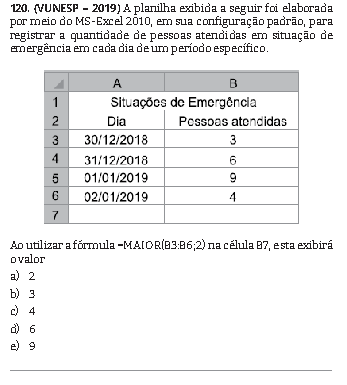 120. (VUNESP – 2019) A planilha exibida a seguir foi elaborada
por meio do MS-Excel 2010, em sua configuração padrão, para
registrar a quantidade de pessoas atendidas em situação de
emergência em cada dia de um período específico.
A B
1 Situações de Emergência
2 Dia Pessoas atendidas
3 30/12/2018 3
4 31/12/2018 6
5 01/01/2019 9
6 02/01/2019 4
7
Ao utilizar a fórmula =MAIOR(B3:B6;2) na célula B7, esta exibirá
o valor
a) 2
b) 3
c) 4
d) 6
e) 9